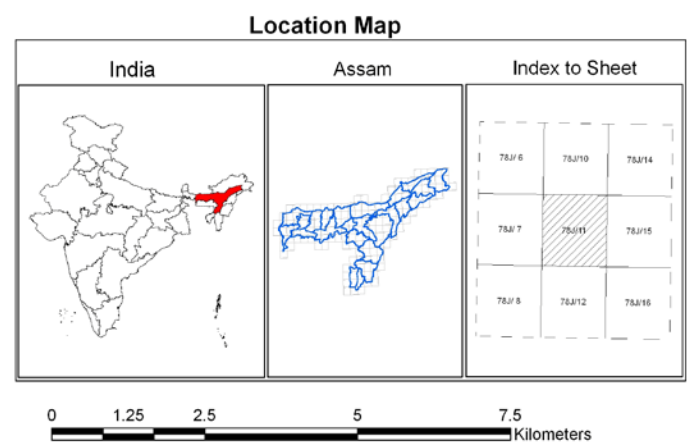 Location Map
India
Assam
Index to Sheet
78J/ 6
78J/10
78J/14
78J/ 7
78J/11
78J/15
78J/ 8
78J/12
78J/16
0 1.25 2.5 5 7.5
Kilometers